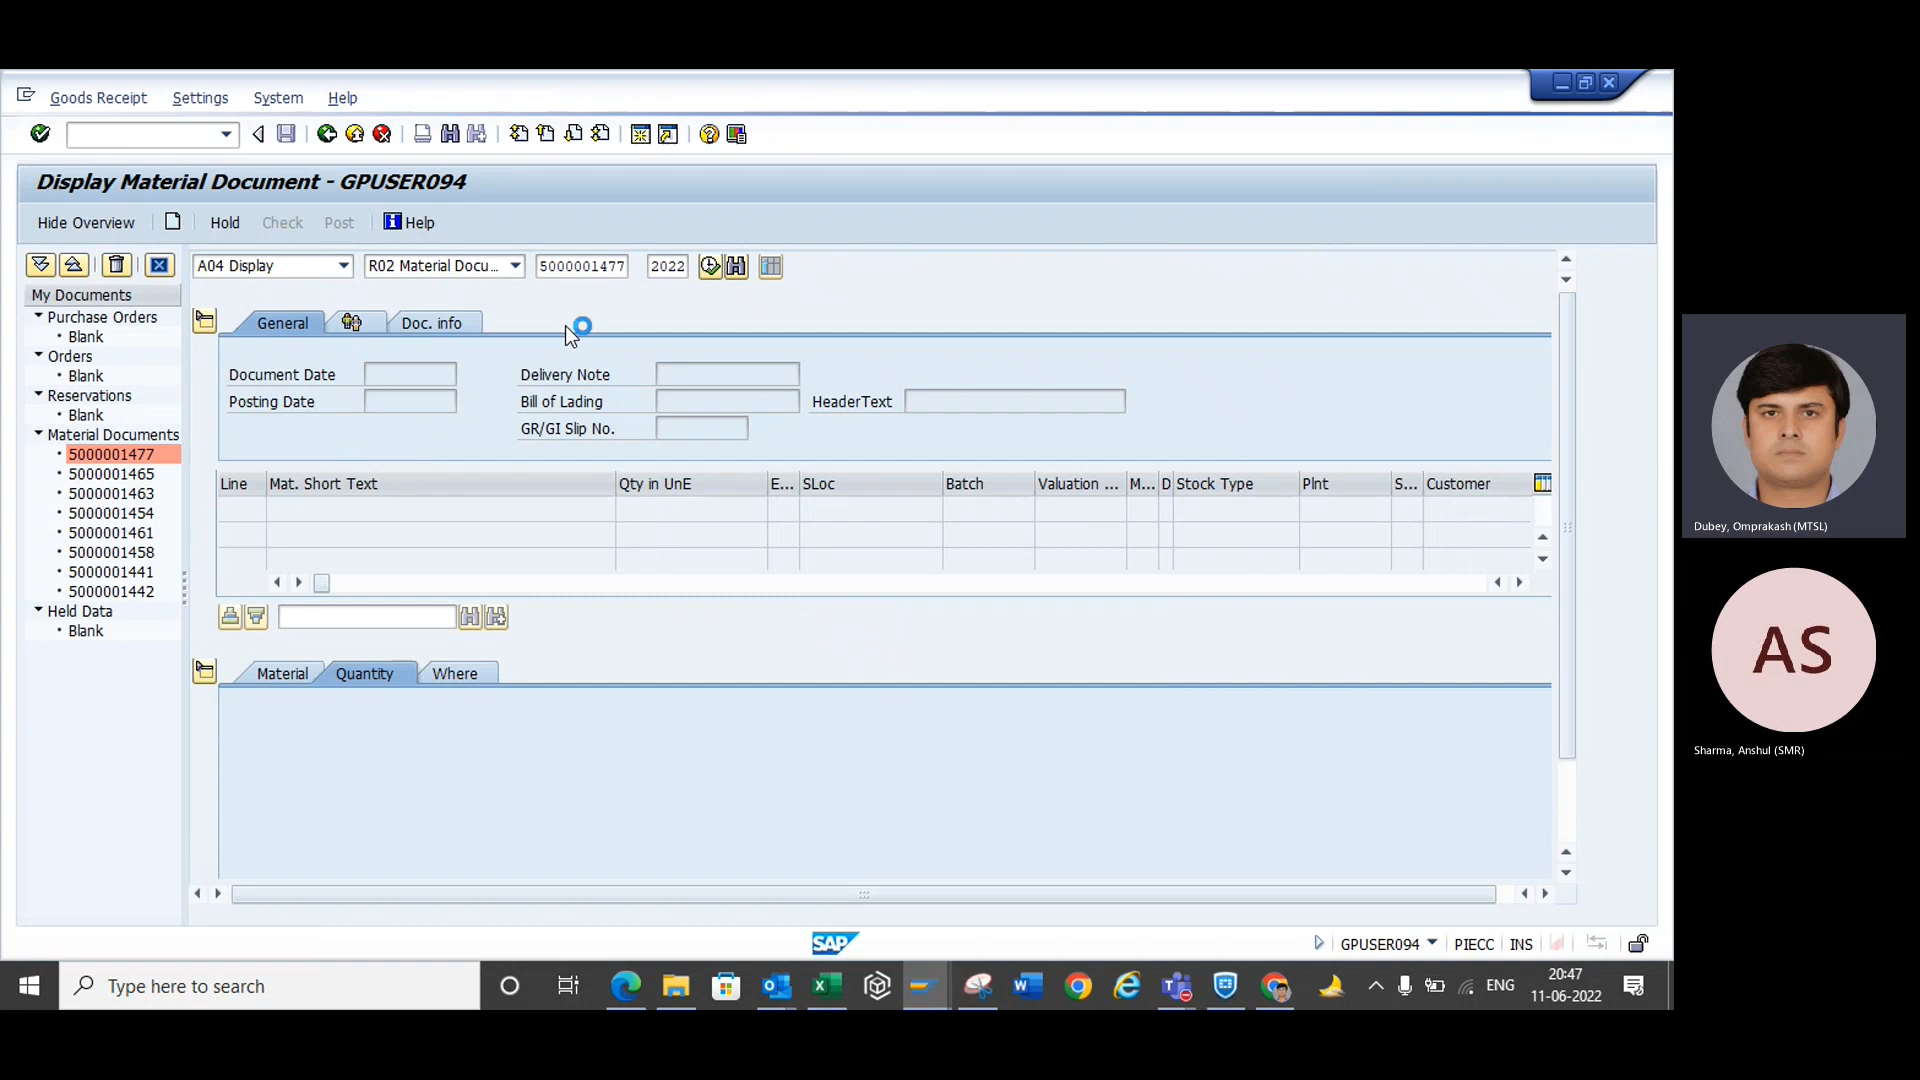 Goods Receipt Settings System Help
Display Material Document - GPUSER094
Hide Overview Hold Check Post Help
A04 Display R02 Material Docu... 5000001477 2022
My Documents
Purchase Orders
Blank
Orders
Blank
Reservations
Blank
Material Documents
5000001477
5000001465
5000001463
5000001454
5000001461
5000001458
5000001441
5000001442
Held Data
Blank
General Doc. info
Document Date Delivery Note
Posting Date Bill of Lading HeaderText
GR/GI Slip No.
Line Mat. Short Text Qty in UnE E... SLoc Batch Valuation ... M... D Stock Type Plnt S... Customer
Material Quantity Where
SAP GPUSER094 PIECC INS
Type here to search ENG 20:47
11-06-2022
Dubey, Omprakash (MTSL)
AS
Sharma, Anshul (SMR)